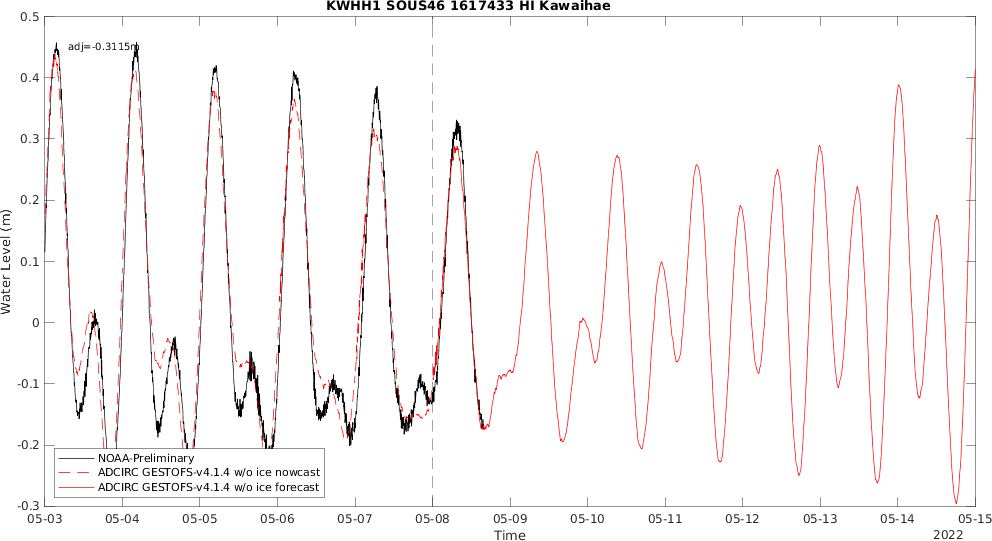 KWHH1 SOUS46 1617433 HI Kawaihae
adj=-0.3115m
Water Level (m)
0.5
0.4
0.3
0.2
0.1
0
-0.1
-0.2
-0.3
NOAA-Preliminary
ADCIRC GESTOFS-v4.1.4 w/o ice nowcast
ADCIRC GESTOFS-v4.1.4 w/o ice forecast
05-03 05-04 05-05 05-06 05-07 05-08 05-09 05-10 05-11 05-12 05-13 05-14 05-15
Time
2022